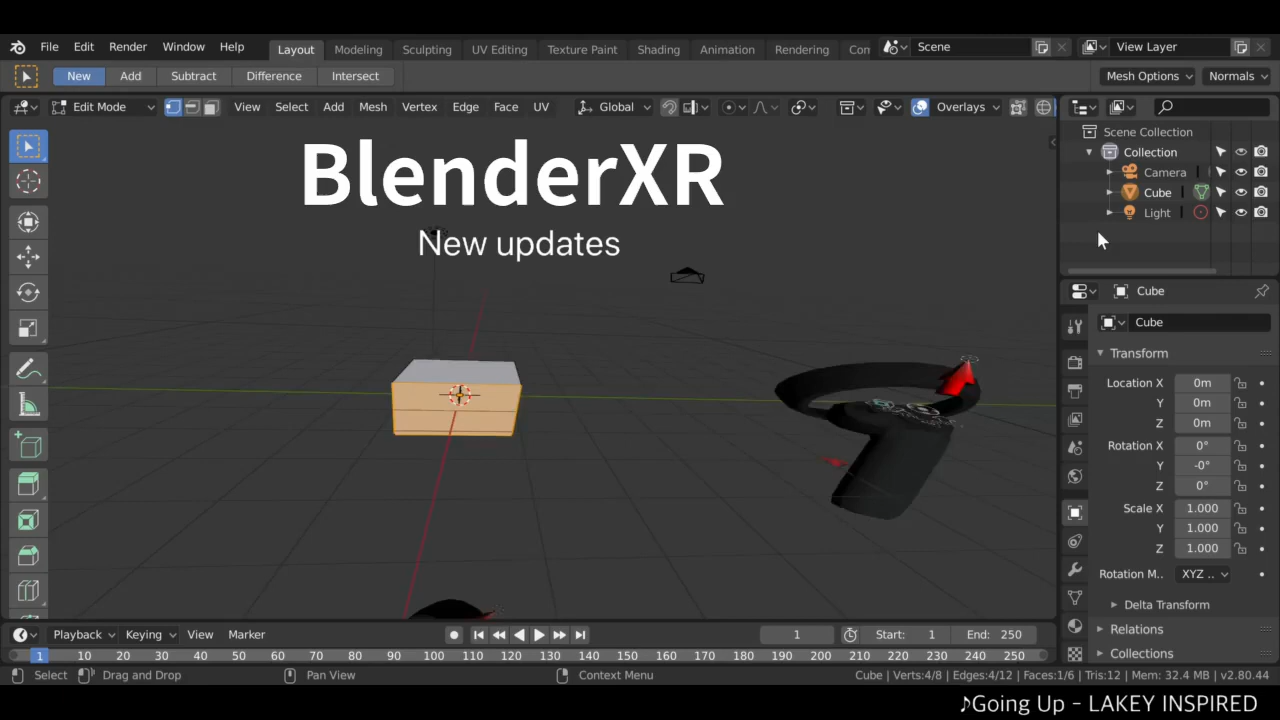 File Edit Render Window Help Layout Modeling Sculpting UV Editing Texture Paint Shading Animation Rendering Con Scene View Layer
New Add Subtract Difference Intersect Mesh Options Normals
Edit Mode View Select Add Mesh Vertex Edge Face UV Global Overlays
Scene Collection
Collection
Camera
Cube
Light
BlenderXR
New updates
Cube
Cube
Transform
Location X 0m
Y 0m
Z 0m
Rotation X 0°
Y -0°
Z 0°
Scale X 1.000
Y 1.000
Z 1.000
Rotation M.. XYZ ..
Delta Transform
Relations
Collections
Playback Keying View Marker 1 Start: 1 End: 250
1 10 20 30 40 50 60 70 80 90 100 110 120 130 140 150 160 170 180 190 200 210 220 230 240 250
Select Drag and Drop Pan View Context Menu Cube | Verts:4/8 | Edges:4/12 | Faces:1/6 | Tris:12 | Mem: 32.4 MB | v2.80.44
♪Going Up - LAKEY INSPIRED